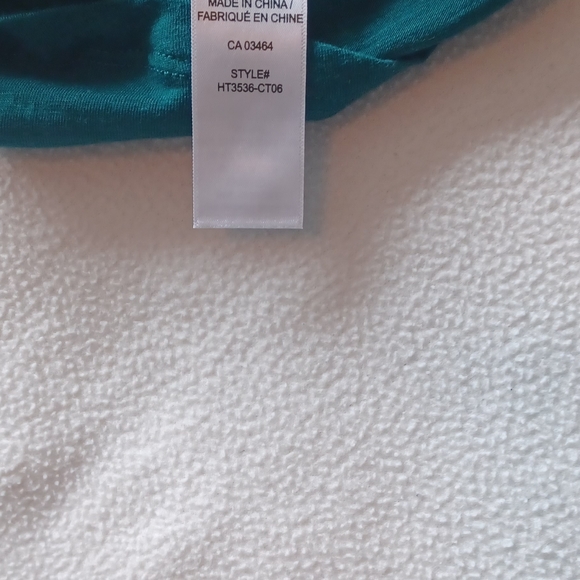 MADE IN CHINA /
FABRIQUÉ EN CHINE
CA 03464
STYLE#
HT3536-CT06